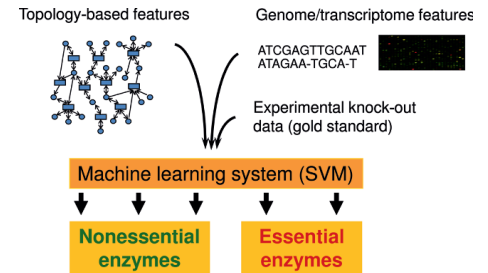 Topology-based features
Genome/transcriptome features
ATCGAGTTGCAAT
ATAGAA-TGCA-T
Experimental knock-out
data (gold standard)
Machine learning system (SVM)
Nonessential
enzymes
Essential
enzymes